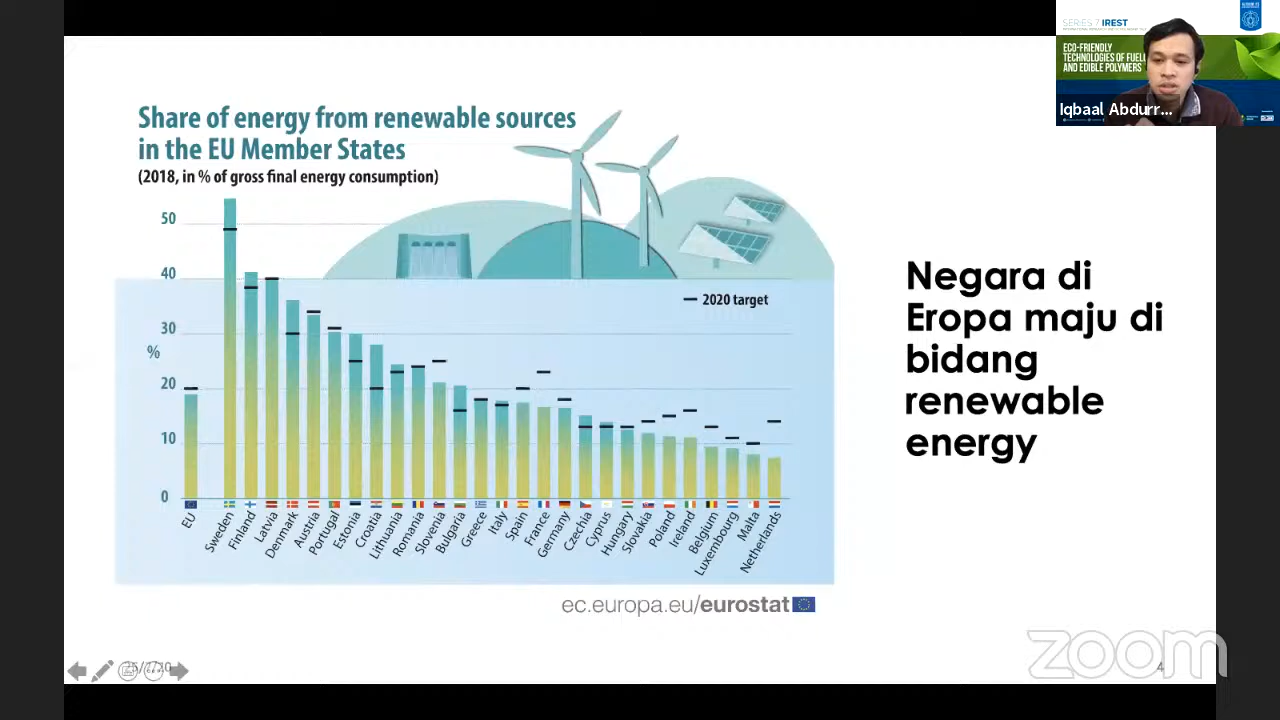 SERIES 7 IREST
ECO-FRIENDLY
TECHNOLOGIES OF FUEL
AND EDIBLE POLYMERS
Iqbaal Abdurr...
Share of energy from renewable sources
in the EU Member States
(2018, in % of gross final energy consumption)
50
40
30
%
20
10
0
2020 target
EU
Sweden
Finland
Latvia
Denmark
Austria
Portugal
Estonia
Croatia
Lithuania
Romania
Slovenia
Bulgaria
Greece
Italy
Spain
France
Germany
Czechia
Cyprus
Hungary
Slovakia
Poland
Ireland
Belgium
Luxembourg
Malta
Netherlands
ec.europa.eu/eurostat
Negara di
Eropa maju di
bidang
renewable
energy
zoom
4